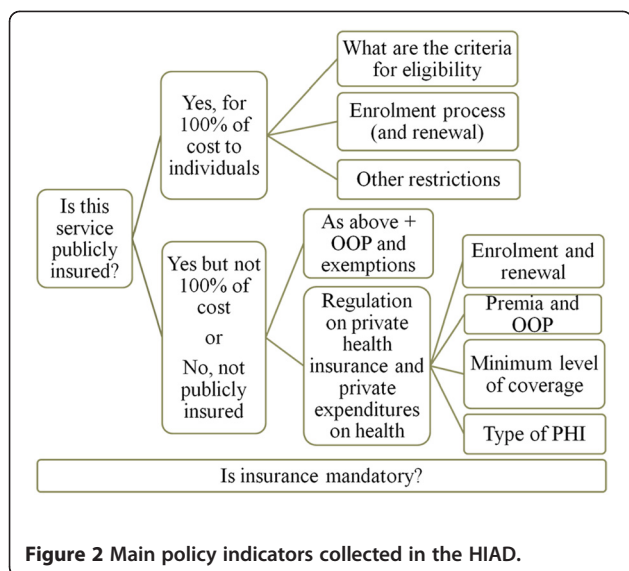 Is this
service
publicly
insured?
Yes, for
100% of
cost to
individuals
What are the criteria
for eligibility
Enrolment process
(and renewal)
Other restrictions
Yes but not
100% of
cost
or
No, not
publicly
insured
As above +
OOP and
exemptions
Regulation
on private
health
insurance and
private
expenditures
on health
Enrolment and
renewal
Premia and
OOP
Minimum level
of coverage
Type of PHI
Is insurance mandatory?
Figure 2 Main policy indicators collected in the HIAD.